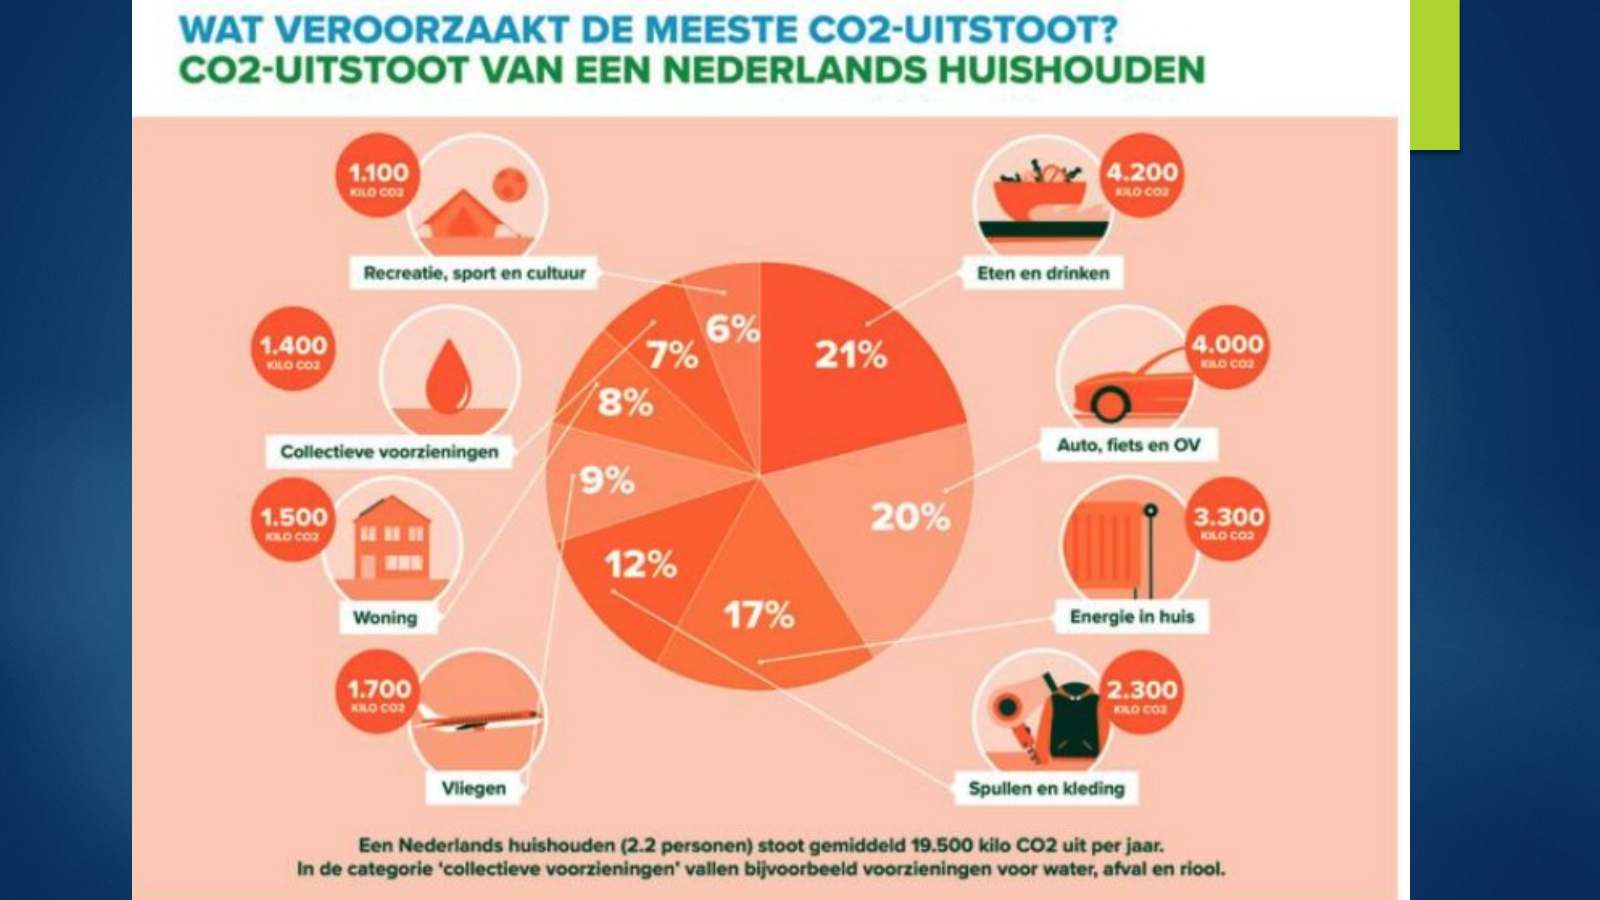 WAT VEROORZAAKT DE MEESTE CO2-UITSTOOT?
CO2-UITSTOOT VAN EEN NEDERLANDS HUISHOUDEN
1.100
KILO CO2
Recreatie, sport en cultuur
4.200
KILO CO2
Eten en drinken
1.400
KILO CO2
Collectieve voorzieningen
4.000
KILO CO2
Auto, fiets en OV
1.500
KILO CO2
Woning
3.300
KILO CO2
Energie in huis
1.700
KILO CO2
Vliegen
2.300
KILO CO2
Spullen en kleding
6%
21%
7%
8%
9%
20%
12%
17%
Een Nederlands huishouden (2.2 personen) stoot gemiddeld 19.500 kilo CO2 uit per jaar.
In de categorie ‘collectieve voorzieningen’ vallen bijvoorbeeld voorzieningen voor water, afval en riool.